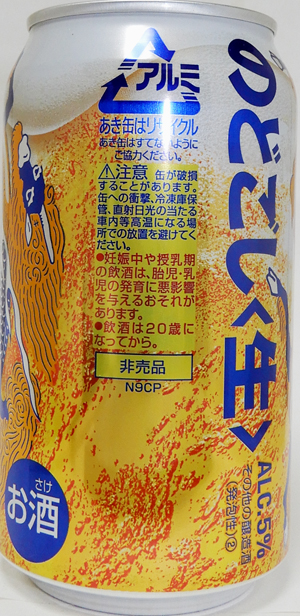 アルミ
あき缶はリサイクル
あき缶はすてないように
ご協力ください。
⚠注意 缶が破損
することがあります。
缶への衝撃、冷凍庫保
管、直射日光の当たる
車内等高温になる場
所での放置を避けてく
ださい。
●妊娠中や授乳期
の飲酒は、胎児・乳
児の発育に悪影響
を与えるおそれが
あります。
●飲酒は20歳に
なってから。
非売品
N9CP
のどごし〈生〉
ALC.5%
その他の醸造酒
(発泡性)②
さけ
お酒